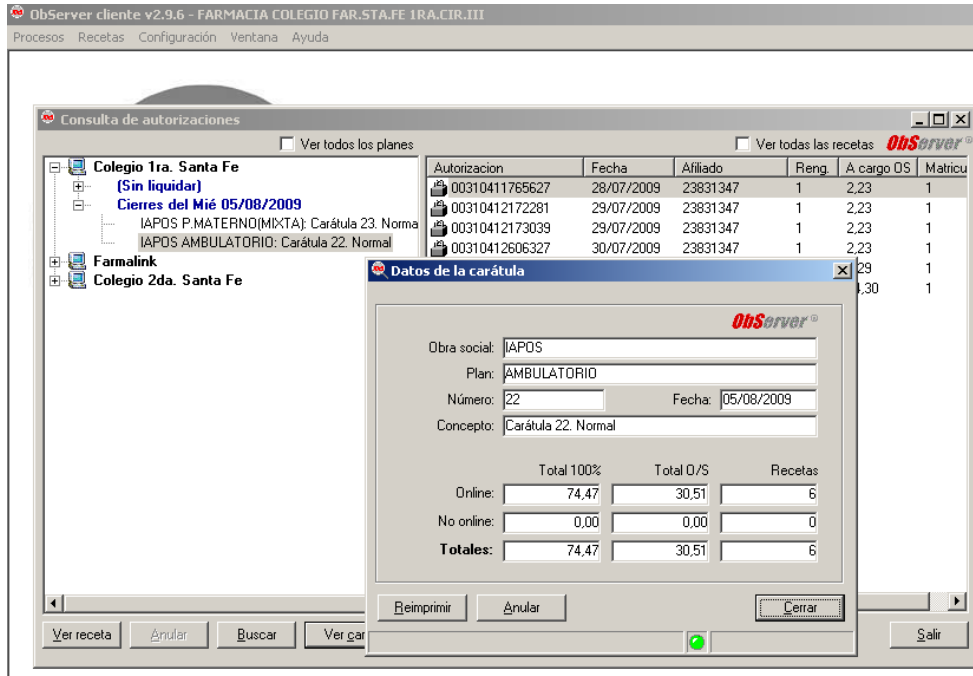 ObServer cliente v2.9.6 - FARMACIA COLEGIO FAR.STA.FE 1RA.CIR.III
Procesos Recetas Configuración Ventana Ayuda
Consulta de autorizaciones
Ver todos los planes
Ver todas las recetas ObServer ®
Colegio 1ra. Santa Fe
(Sin liquidar)
Cierres del Mié 05/08/2009
IAPOS P.MATERNO(MIXTA): Carátula 23. Norma
IAPOS AMBULATORIO: Carátula 22. Normal
Farmalink
Colegio 2da. Santa Fe
Autorizacion Fecha Afiliado Reng. A cargo OS Matricu
00310411765627 28/07/2009 23831347 1 2,23 1
00310412172281 29/07/2009 23831347 1 2,23 1
00310412173039 29/07/2009 23831347 1 2,23 1
00310412606327 30/07/2009 23831347 1 2,23 1
29 1
,30 1
Datos de la carátula
ObServer ®
Obra social: IAPOS
Plan: AMBULATORIO
Número: 22 Fecha: 05/08/2009
Concepto: Carátula 22. Normal
Total 100% Total O/S Recetas
Online: 74,47 30,51 6
No online: 0,00 0,00 0
Totales: 74,47 30,51 6
Reimprimir Anular Cerrar
Ver receta Anular Buscar Ver car Salir